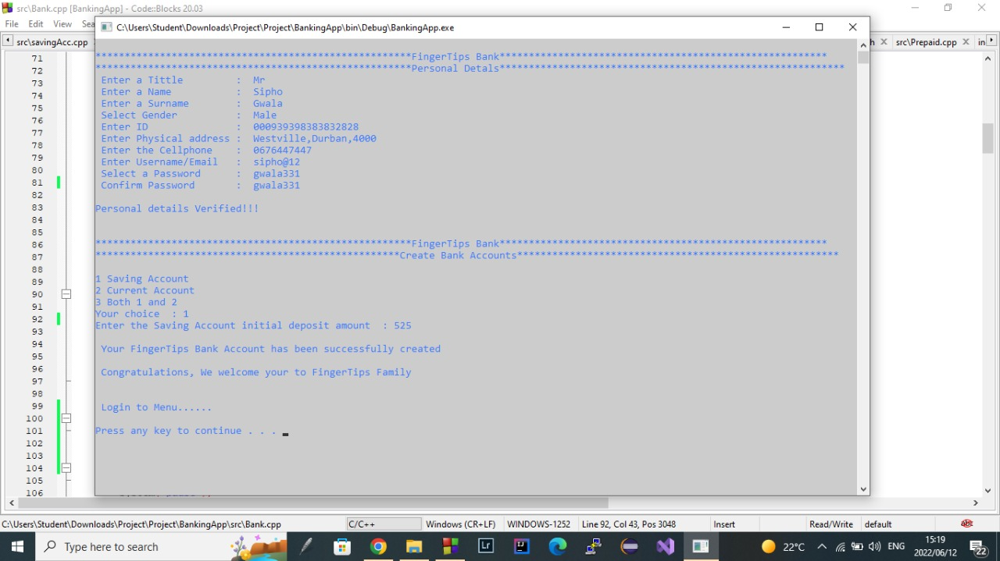 src\Bank.cpp [BankingApp] - Code::Blocks 20.03
File Edit View Sea
src\savingAcc.cpp
h src\Prepaid.cpp in
C:\Users\Student\Downloads\Project\Project\BankingApp\bin\Debug\BankingApp.exe
71
72
73
74
75
76
77
78
79
80
81
82
83
84
85
86
87
88
89
90
91
92
93
94
95
96
97
98
99
100
101
102
103
104
105
106
******************************************************FingerTips Bank********************************************************
******************************************************Personal Detals***********************************************************
Enter a Tittle : Mr
Enter a Name : Sipho
Enter a Surname : Gwala
Select Gender : Male
Enter ID : 000939398383832828
Enter Physical address : Westville,Durban,4000
Enter the Cellphone : 0676447447
Enter Username/Email : sipho@12
Select a Password : gwala331
Confirm Password : gwala331
Personal details Verified!!!
******************************************************FingerTips Bank********************************************************
****************************************************Create Bank Accounts*******************************************************
1 Saving Account
2 Current Account
3 Both 1 and 2
Your choice : 1
Enter the Saving Account initial deposit amount : 525
Your FingerTips Bank Account has been successfully created
Congratulations, We welcome your to FingerTips Family
Login to Menu......
Press any key to continue . . .
C:\Users\Student\Downloads\Project\Project\BankingApp\src\Bank.cpp C/C++ Windows (CR+LF) WINDOWS-1252 Line 92, Col 43, Pos 3048 Insert Read/Write default
Type here to search
Lr
22°C ENG
15:19
2022/06/12
22